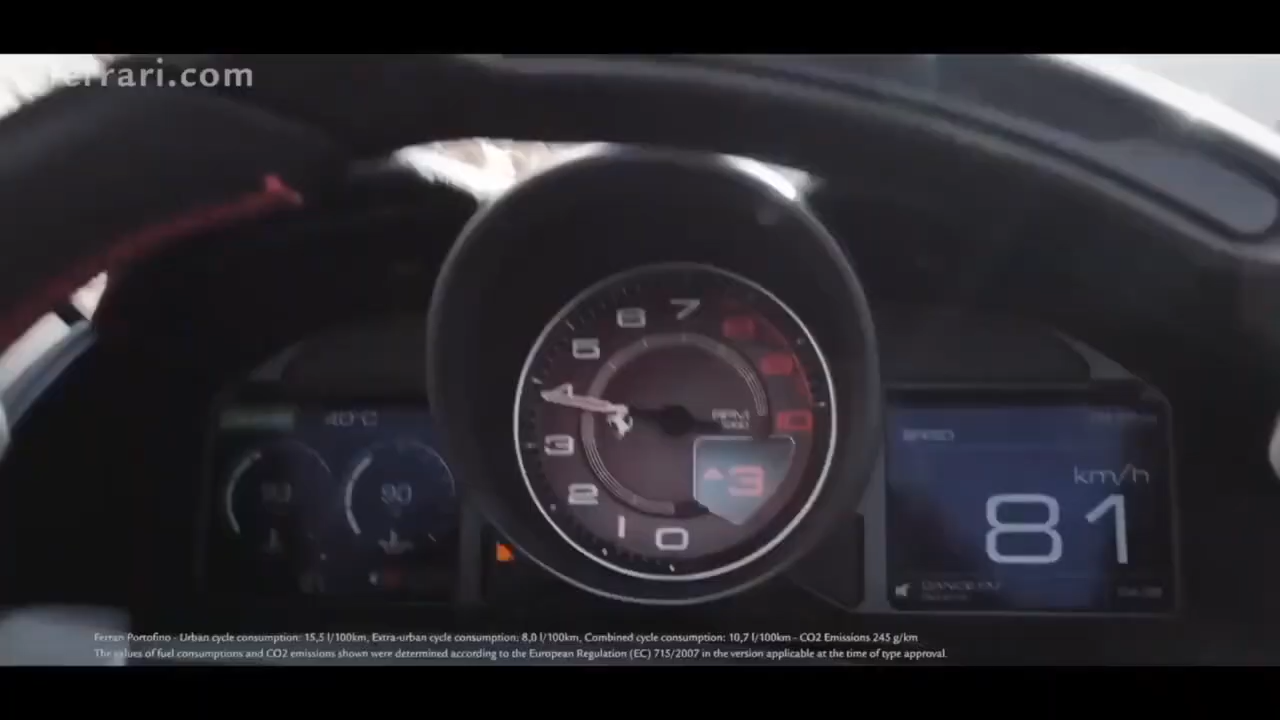 ferrari.com
7
6
5
3
2
1
0
RPM
40°C
90
3
km/h
81
Ferrari Portofino - Urban cycle consumption: 15,5 l/100km, Extra-urban cycle consumption: 8,0 l/100km, Combined cycle consumption: 10,7 l/100km - CO2 Emissions 245 g/km
The values of fuel consumptions and CO2 emissions shown were determined according to the European Regulation (EC) 715/2007 in the version applicable at the time of type approval.